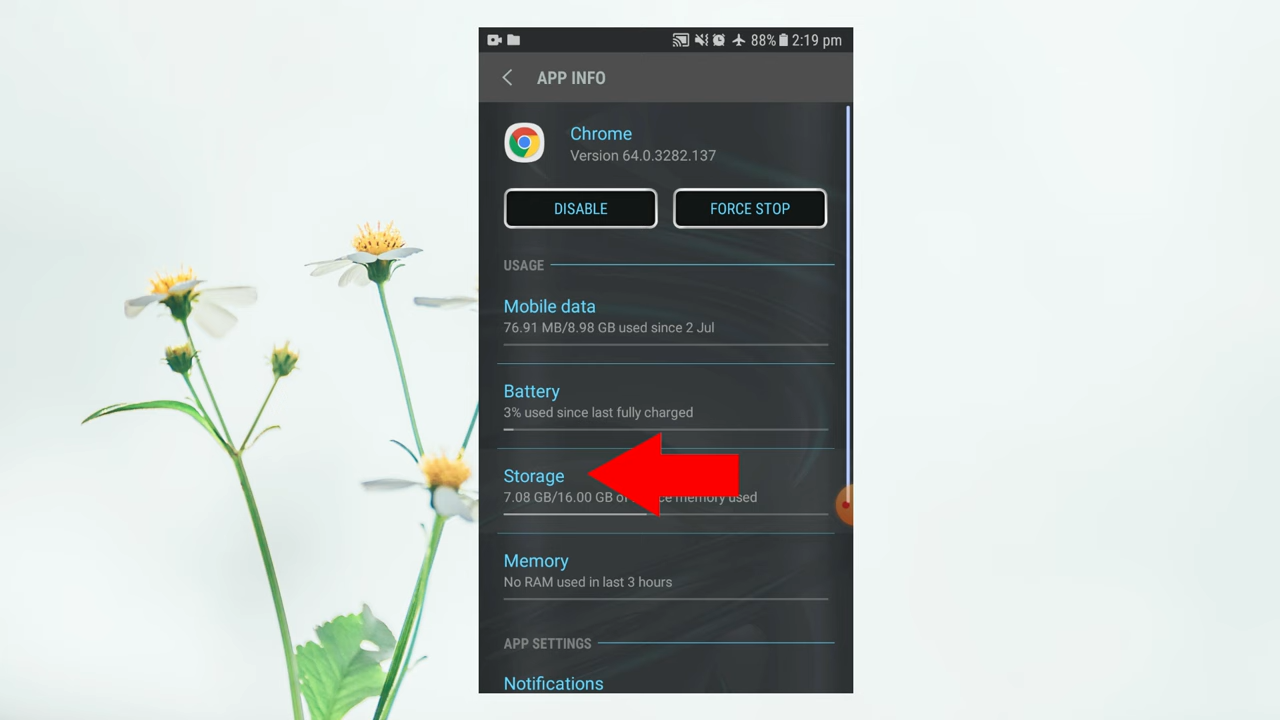 88% 2:19 pm
APP INFO
Chrome
Version 64.0.3282.137
DISABLE FORCE STOP
USAGE
Mobile data
76.91 MB/8.98 GB used since 2 Jul
Battery
3% used since last fully charged
Storage
7.08 GB/16.00 GB memory used
Memory
No RAM used in last 3 hours
APP SETTINGS
Notifications